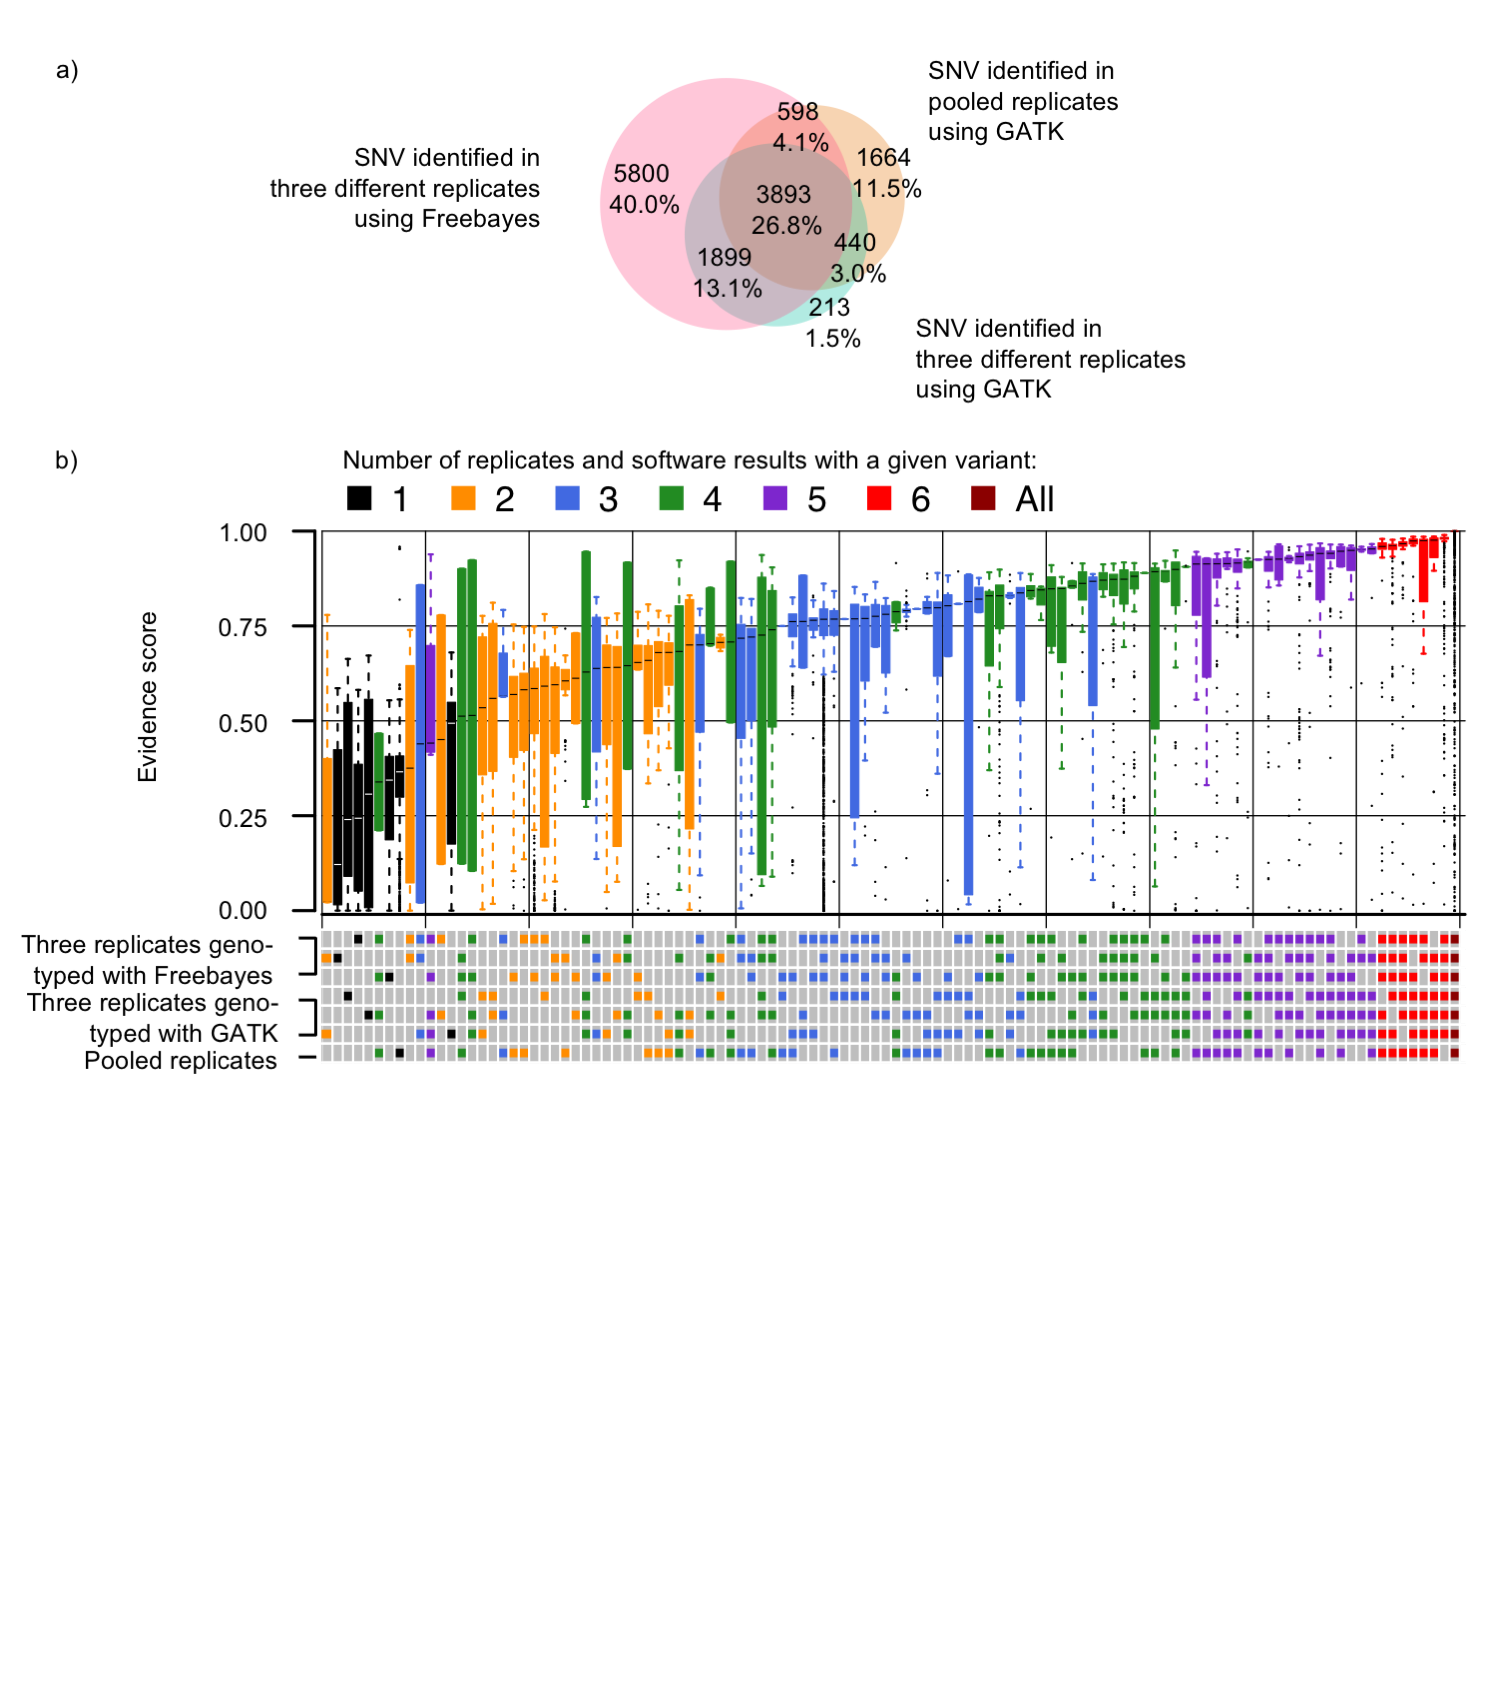 a)
SNV identified in
three different replicates
using Freebayes
SNV identified in
pooled replicates
using GATK
598
4.1%
1664
11.5%
5800
40.0%
3893
26.8%
440
3.0%
1899
13.1%
213
1.5%
SNV identified in
three different replicates
using GATK
b)
Number of replicates and software results with a given variant:
1 2 3 4 5 6 All
Evidence score
1.00
0.75
0.50
0.25
0.00
Three replicates geno-
typed with Freebayes
Three replicates geno-
typed with GATK
Pooled replicates